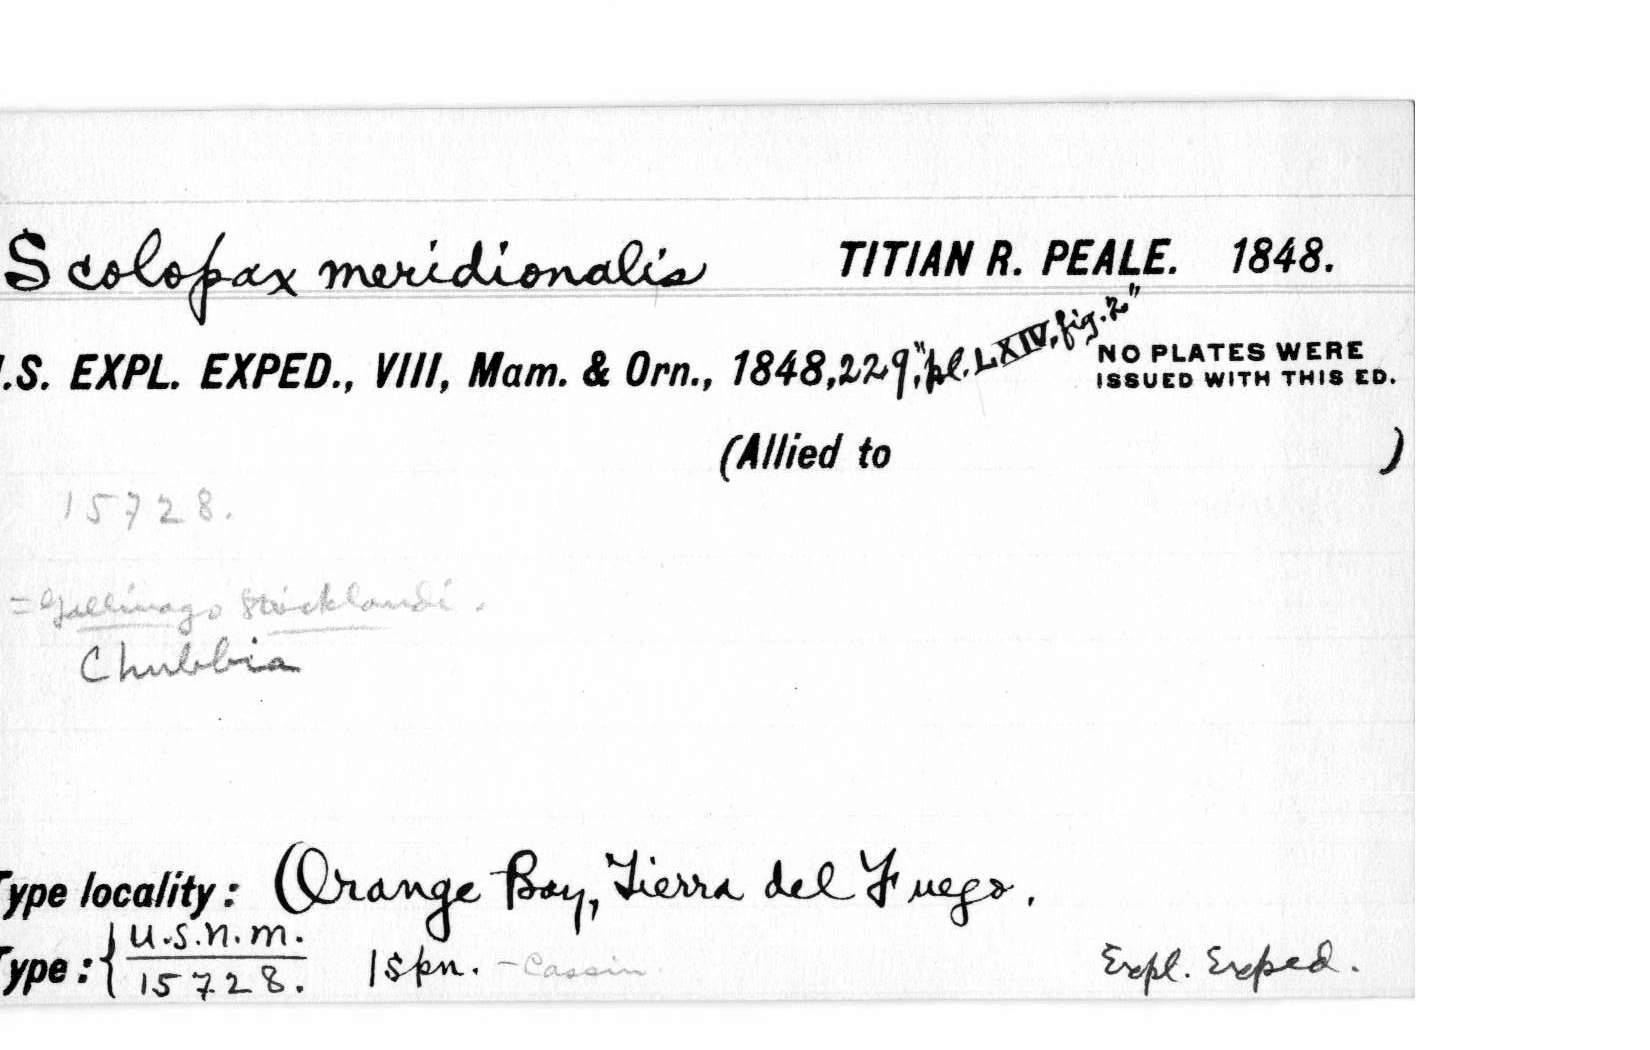 Scolopax meridionalis TITIAN R. PEALE. 1848.
.S. EXPL. EXPED., VIII, Mam. & Orn., 1848, 229, "pl. LXIV, fig. 2" NO PLATES WERE
ISSUED WITH THIS ED.
(Allied to )
15728.
= Gallinago Stricklandi.
Chubbia
Type locality: Orange Bay, Tierra del Fuego.
Type: { U.S.N.M.
15728. 1 spn. - Cassin Expl. Exped.